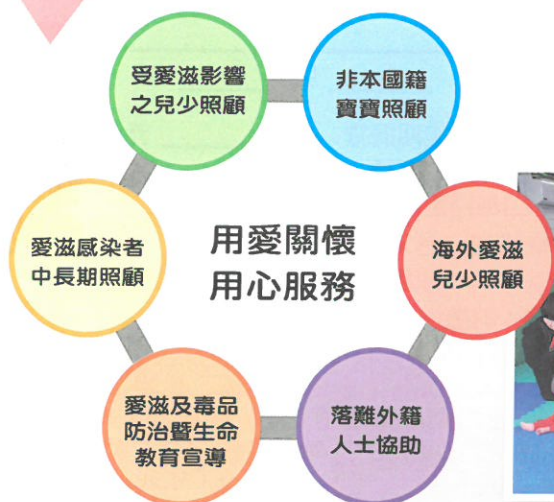 受愛滋影響
之兒少照顧
非本國籍
寶寶照顧
愛滋感染者
中長期照顧
用愛關懷
用心服務
海外愛滋
兒少照顧
愛滋及毒品
防治暨生命
教育宣導
落難外籍
人士協助